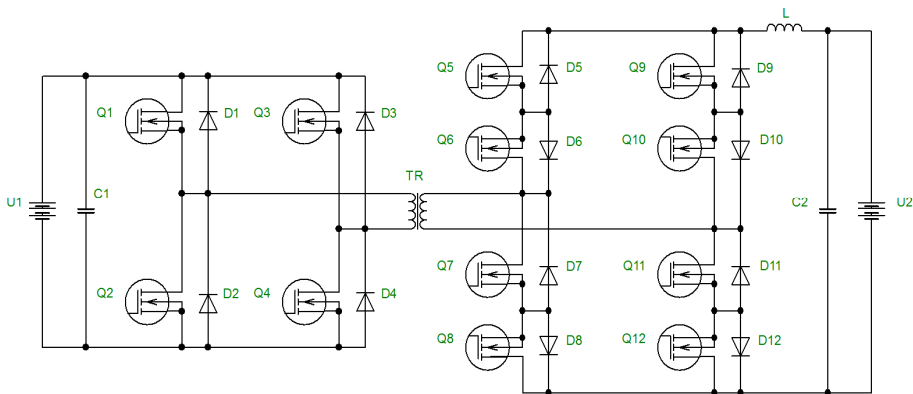 L
Q5 D5 Q9 D9
Q1 D1 Q3 D3
Q6 D6 Q10 D10
TR
U1 C1 C2 U2
Q7 D7 Q11 D11
Q2 D2 Q4 D4
Q8 D8 Q12 D12